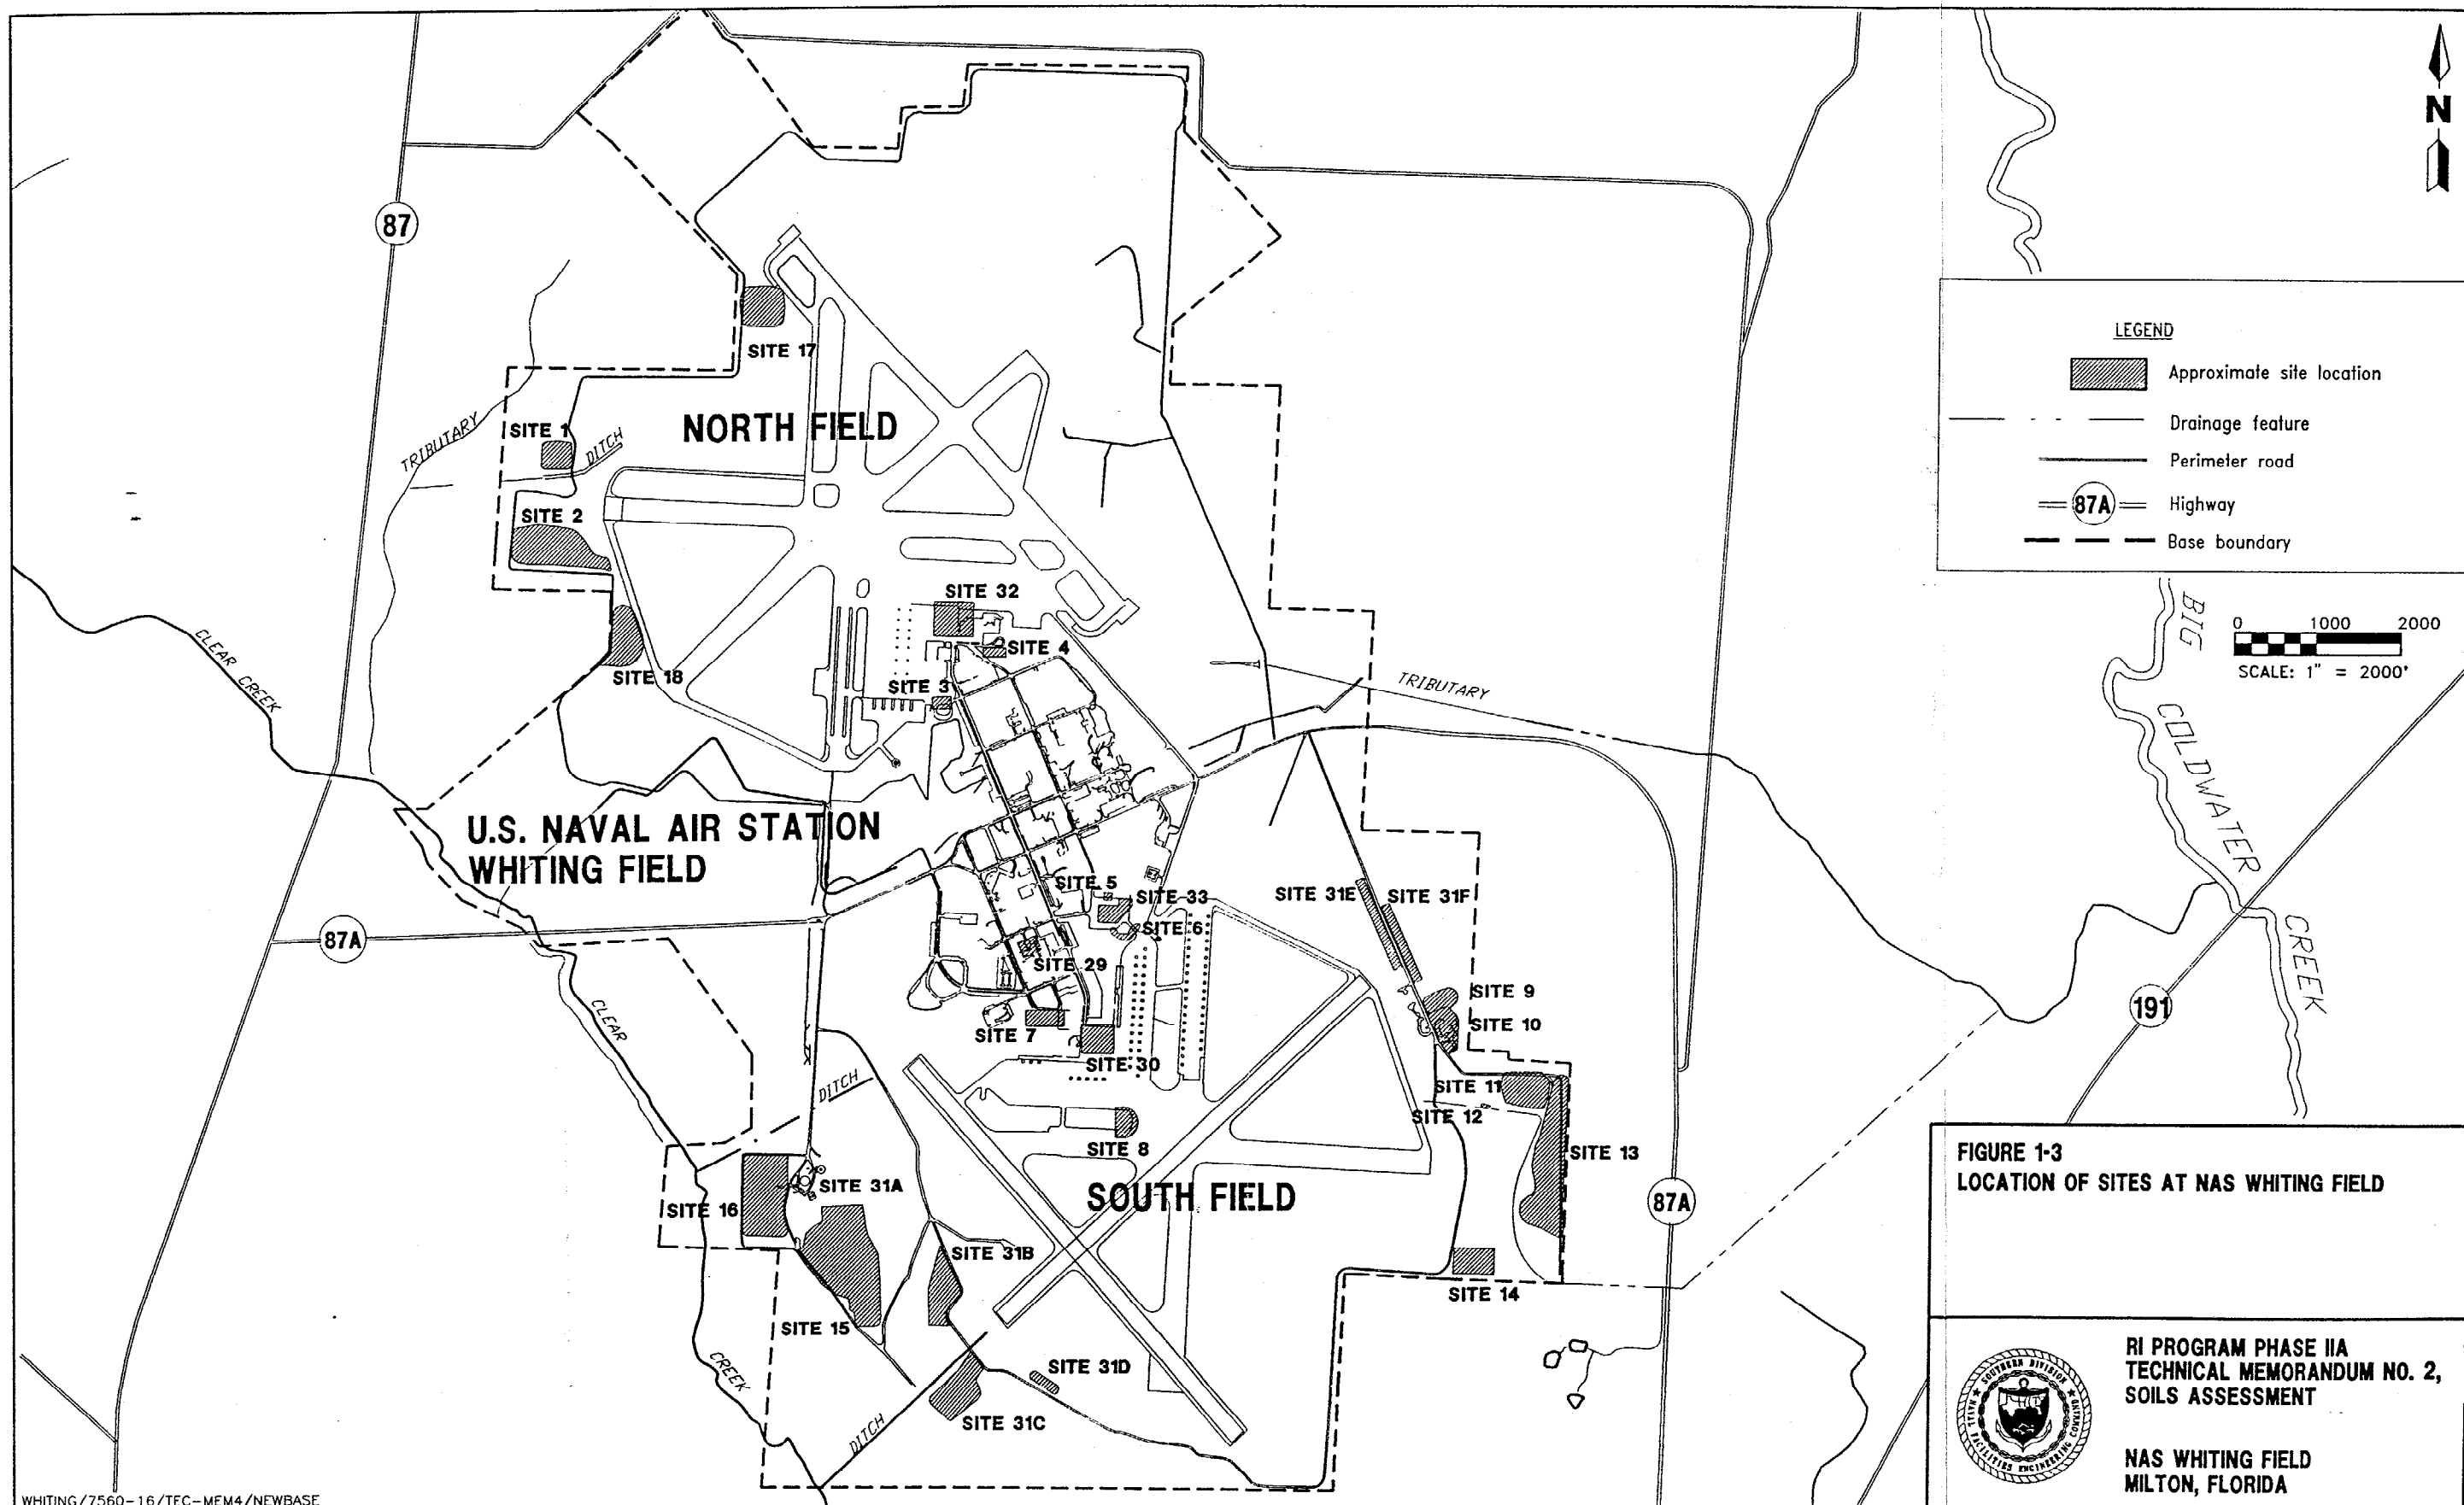 N
87
SITE 17
LEGEND
Approximate site location
Drainage feature
Perimeter road
87A
Highway
Base boundary
NORTH FIELD
SITE 1
DITCH
TRIBUTARY
SITE 2
SITE 32
SITE 4
SITE 18
SITE 3
CLEAR
CREEK
TRIBUTARY
BIG
COLDWATER
CREEK
0 1000 2000
SCALE: 1" = 2000'
U.S. NAVAL AIR STATION
WHITING FIELD
SITE 5
SITE 33
SITE 6
SITE 29
SITE 31E
SITE 31F
87A
CLEAR
SITE 9
SITE 10
191
SITE 7
SITE 30
DITCH
SITE 11
SITE 12
SITE 8
SITE 13
SITE 31A
SITE 16
SOUTH FIELD
87A
SITE 31B
SITE 14
SITE 15
CREEK
SITE 31D
SITE 31C
DITCH
FIGURE 1-3
LOCATION OF SITES AT NAS WHITING FIELD
RI PROGRAM PHASE IIA
TECHNICAL MEMORANDUM NO. 2,
SOILS ASSESSMENT
NAS WHITING FIELD
MILTON, FLORIDA
SOUTHERN DIVISION
NAVAL FACILITIES ENGINEERING COMMAND
WHITING/7560-16/TEC-MEM4/NEWBASE